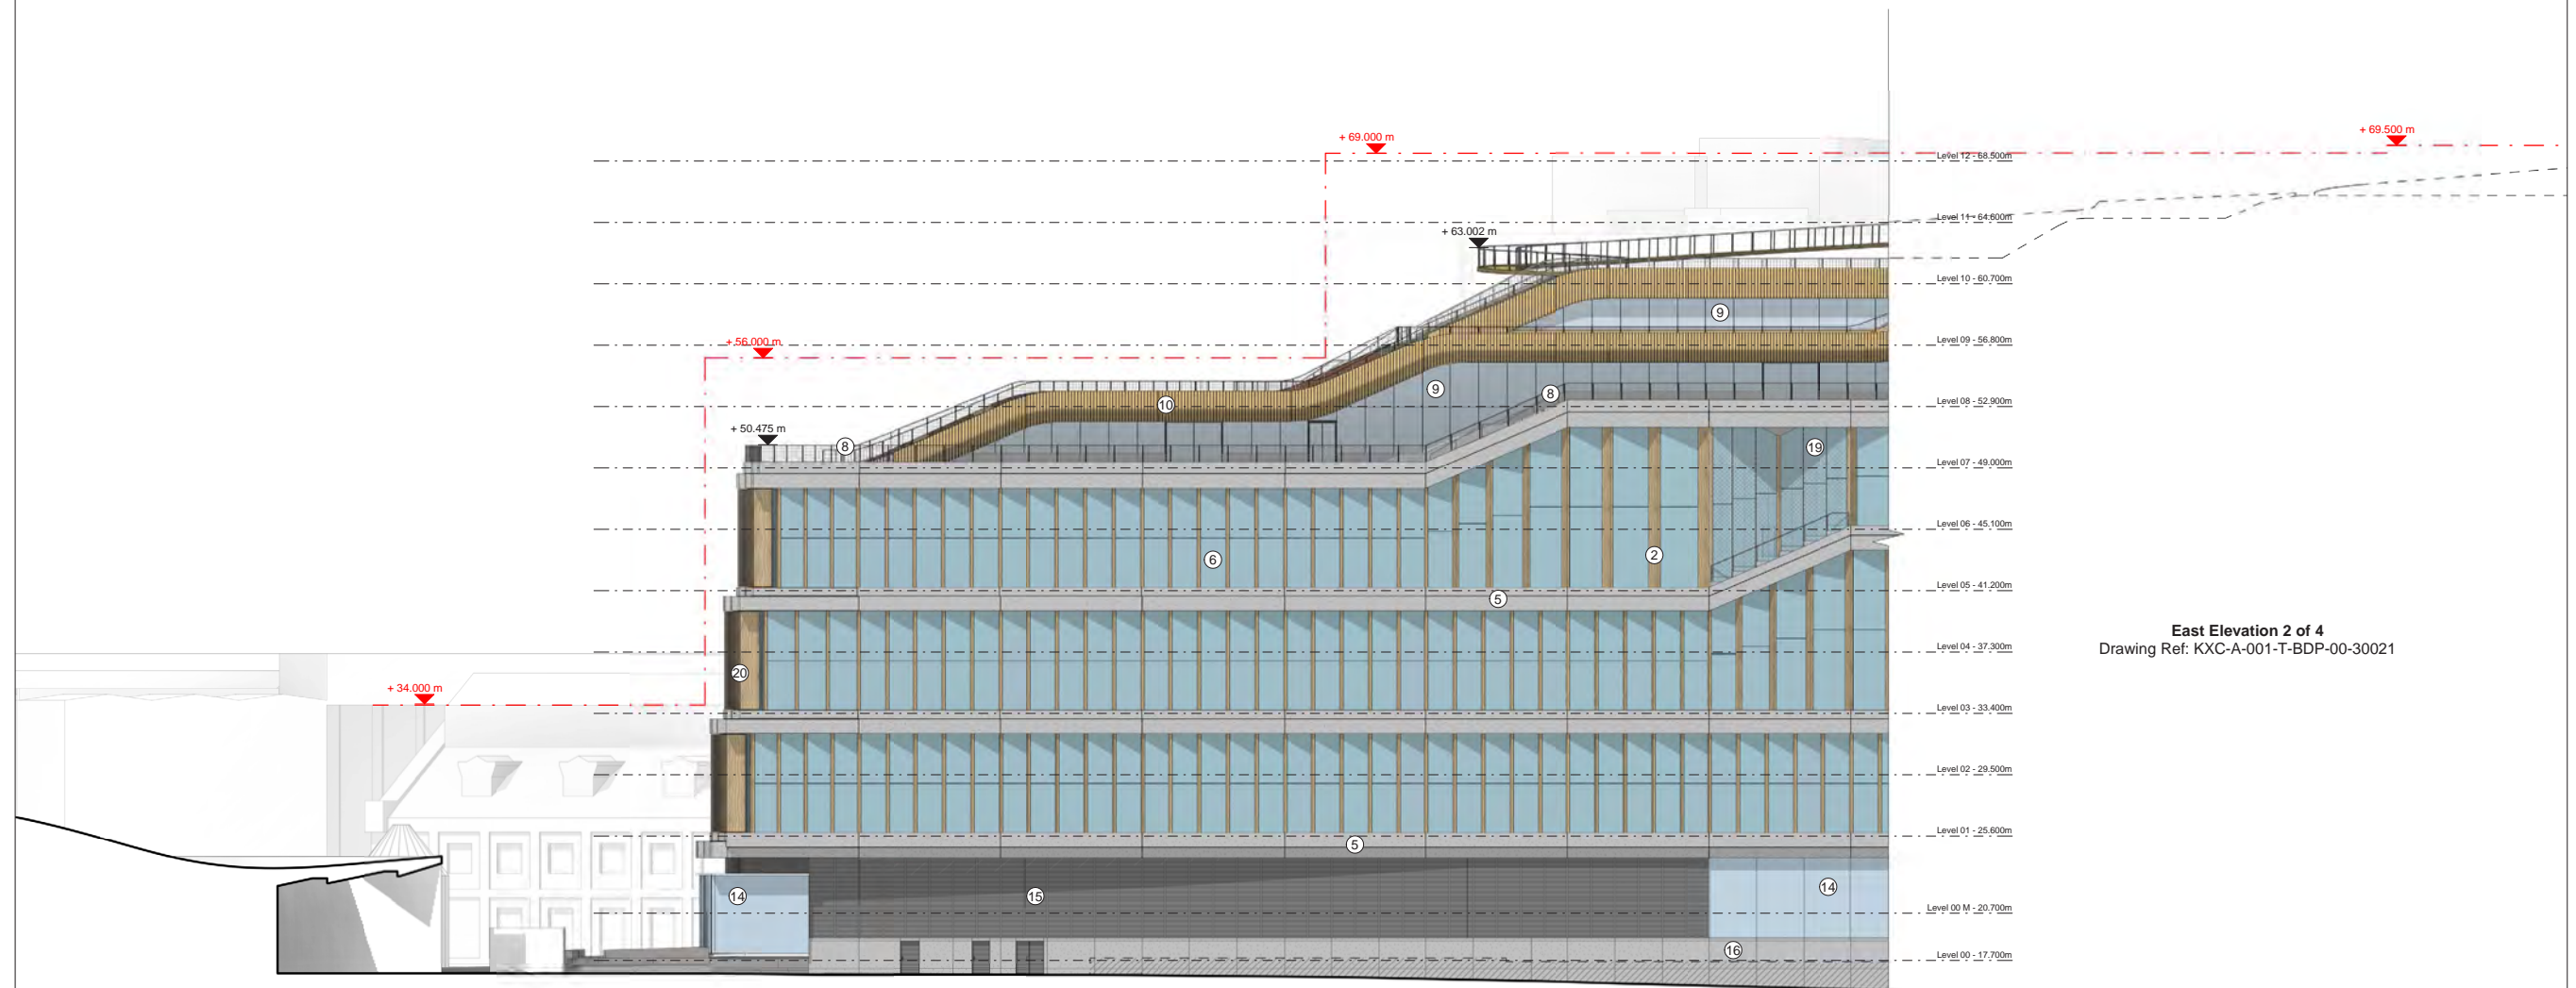 + 69.000 m
+ 69.500 m
Level 12 - 68.500m
Level 11 - 64.600m
+ 63.002 m
Level 10 - 60.700m
9
+ 56.000 m
Level 09 - 56.800m
9
8
10
Level 08 - 52.900m
+ 50.475 m
8
19
Level 07 - 49.000m
Level 06 - 45.100m
6
2
Level 05 - 41.200m
5
East Elevation 2 of 4
Drawing Ref: KXC-A-001-T-BDP-00-30021
Level 04 - 37.300m
20
+ 34.000 m
Level 03 - 33.400m
Level 02 - 29.500m
Level 01 - 25.600m
5
14
15
14
Level 00 M - 20.700m
16
Level 00 - 17.700m